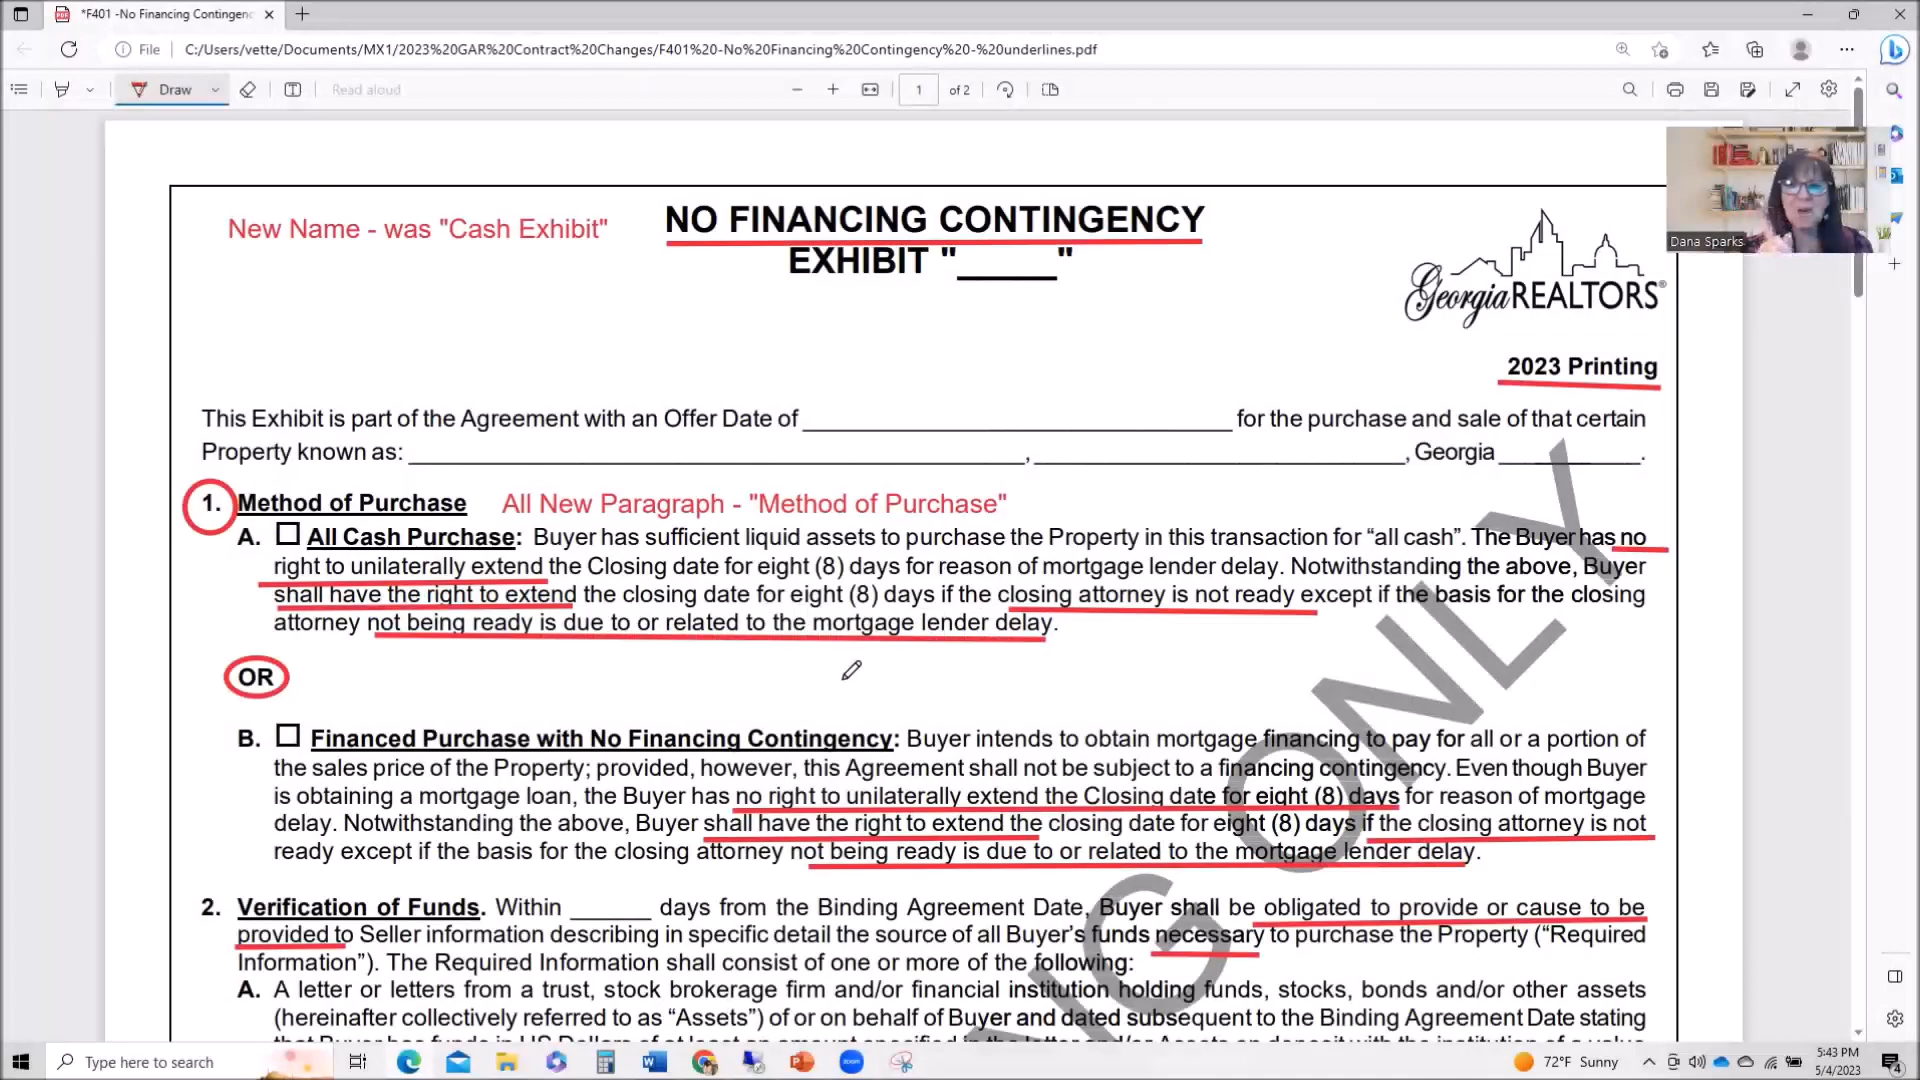 *F401 -No Financing Contingenc
File
C:/Users/vette/Documents/MX1/2023%20GAR%20Contract%20Changes/F401%20-No%20Financing%20Contingency%20-%20underlines.pdf
Draw
Read aloud
1
of 2
Dana Sparks
New Name - was "Cash Exhibit"
NO FINANCING CONTINGENCY
EXHIBIT "_____"
GeorgiaREALTORS®
2023 Printing
This Exhibit is part of the Agreement with an Offer Date of ________________ for the purchase and sale of that certain
Property known as: ________________, ________________, Georgia ________.
1. Method of Purchase All New Paragraph - "Method of Purchase"
A. ☐ All Cash Purchase: Buyer has sufficient liquid assets to purchase the Property in this transaction for “all cash”. The Buyer has no
right to unilaterally extend the Closing date for eight (8) days for reason of mortgage lender delay. Notwithstanding the above, Buyer
shall have the right to extend the closing date for eight (8) days if the closing attorney is not ready except if the basis for the closing
attorney not being ready is due to or related to the mortgage lender delay.
OR
B. ☐ Financed Purchase with No Financing Contingency: Buyer intends to obtain mortgage financing to pay for all or a portion of
the sales price of the Property; provided, however, this Agreement shall not be subject to a financing contingency. Even though Buyer
is obtaining a mortgage loan, the Buyer has no right to unilaterally extend the Closing date for eight (8) days for reason of mortgage
delay. Notwithstanding the above, Buyer shall have the right to extend the closing date for eight (8) days if the closing attorney is not
ready except if the basis for the closing attorney not being ready is due to or related to the mortgage lender delay.
2. Verification of Funds. Within ______ days from the Binding Agreement Date, Buyer shall be obligated to provide or cause to be
provided to Seller information describing in specific detail the source of all Buyer's funds necessary to purchase the Property (“Required
Information”). The Required Information shall consist of one or more of the following:
A. A letter or letters from a trust, stock brokerage firm and/or financial institution holding funds, stocks, bonds and/or other assets
(hereinafter collectively referred to as “Assets”) of or on behalf of Buyer and dated subsequent to the Binding Agreement Date stating
NG ONLY
Type here to search
72°F Sunny
5:43 PM
5/4/2023
4